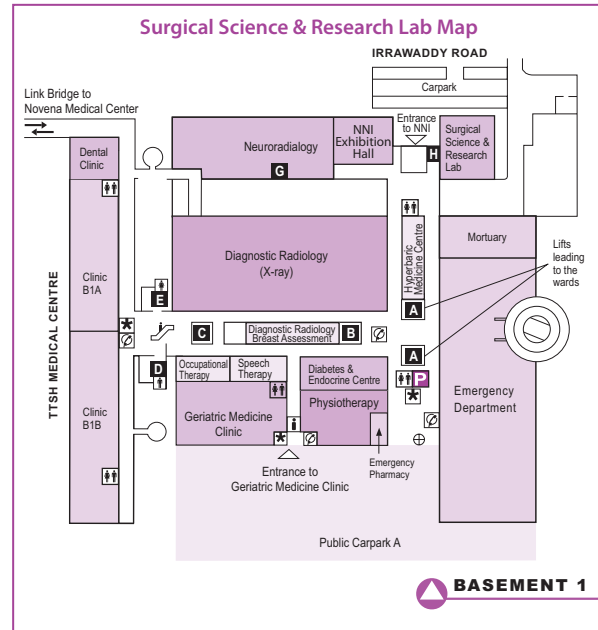 Surgical Science & Research Lab Map
IRRAWADDY ROAD
Carpark
Link Bridge to
Novena Medical Center
Entrance
to NNI
NNI
Exhibition
Hall
Neuroradialogy
Surgical
Science &
Research
Lab
Dental
Clinic
G
H
Mortuary
Lifts
leading
to the
wards
Diagnostic Radiology
(X-ray)
Hyperbaric
Medicine Centre
Clinic
B1A
E
A
C
Diagnostic Radiology
Breast Assessment
B
i
TTSH MEDICAL CENTRE
A
D
Occupational
Therapy
Speech
Therapy
Diabetes &
Endocrine Centre
P
Physiotherapy
Emergency
Department
Clinic
B1B
Geriatric Medicine
Clinic
i
Entrance to
Geriatric Medicine Clinic
Emergency
Pharmacy
Public Carpark A
BASEMENT 1